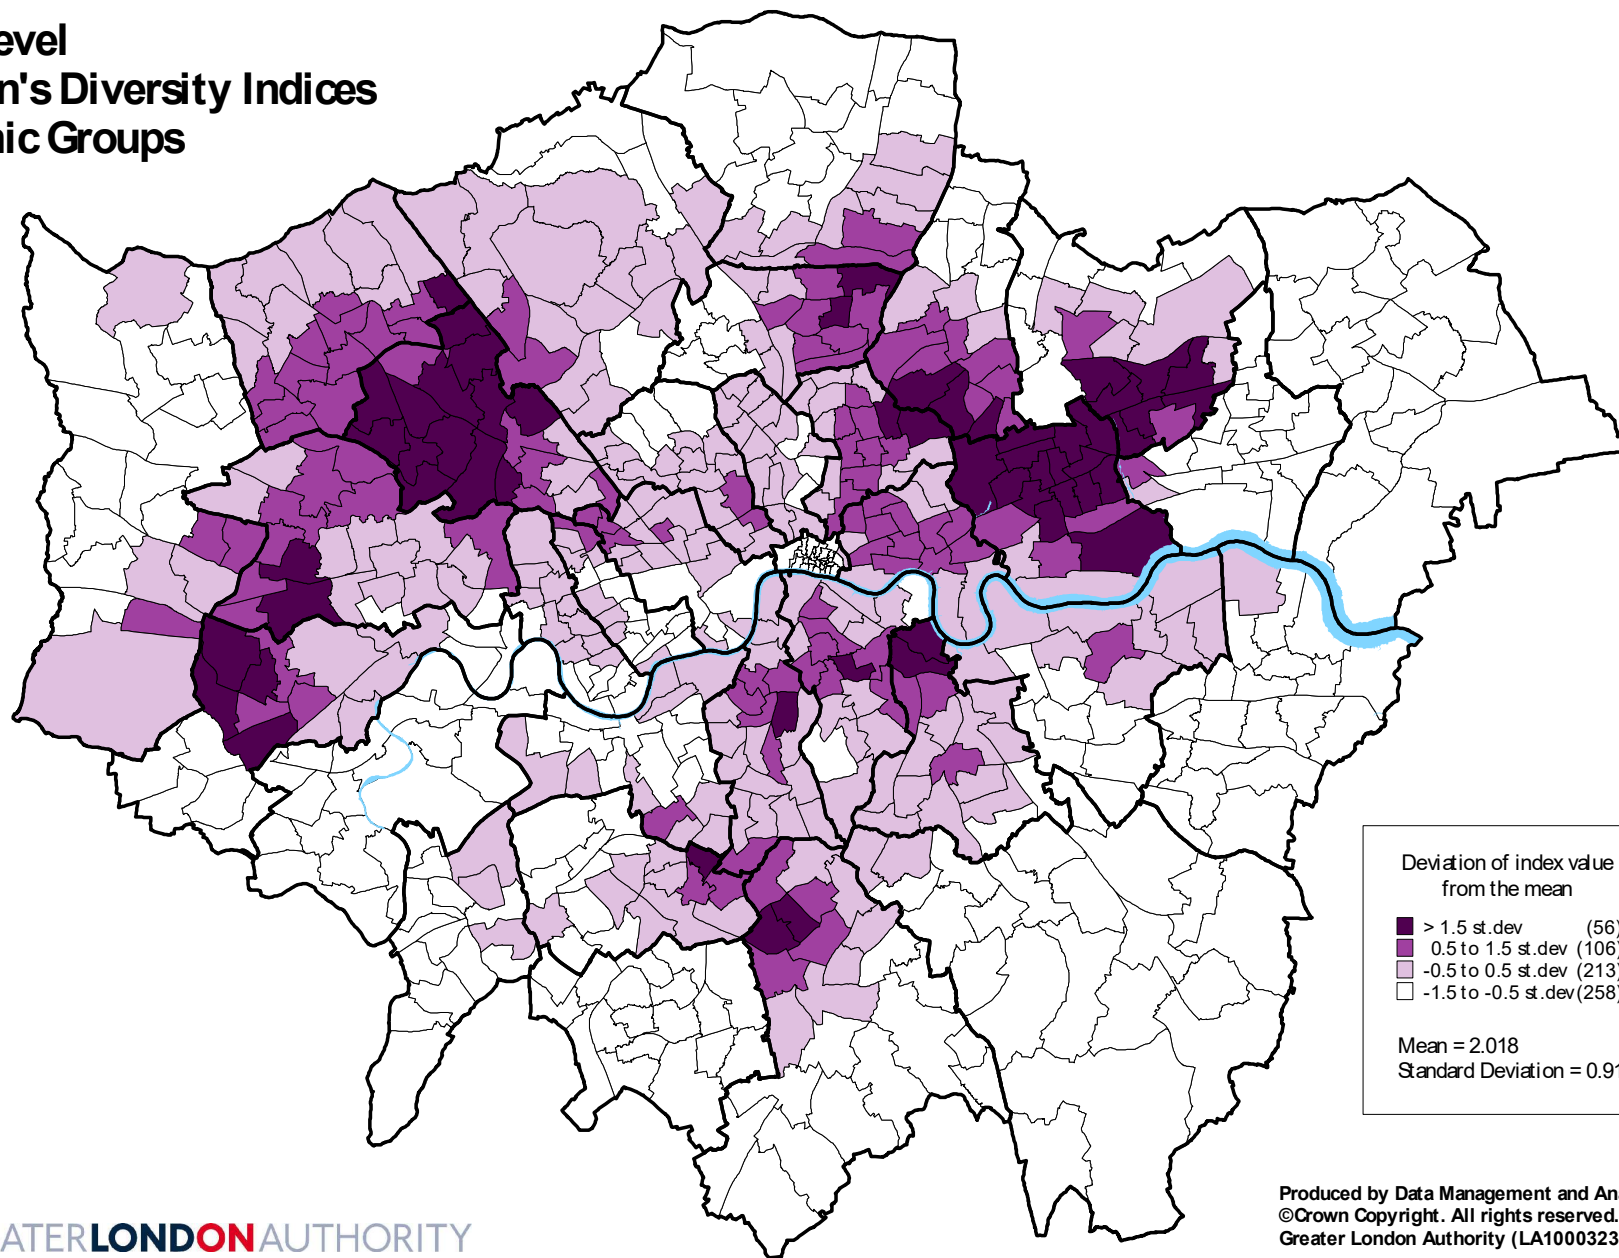 evel
n's Diversity Indices
nic Groups
Deviation of index value
from the mean
> 1.5 st.dev (56)
0.5 to 1.5 st.dev (106)
-0.5 to 0.5 st.dev (213)
-1.5 to -0.5 st.dev (258)
Mean = 2.018
Standard Deviation = 0.91
Produced by Data Management and Ana
©Crown Copyright. All rights reserved.
Greater London Authority (LA1000323
ATERLONDONAUTHORITY